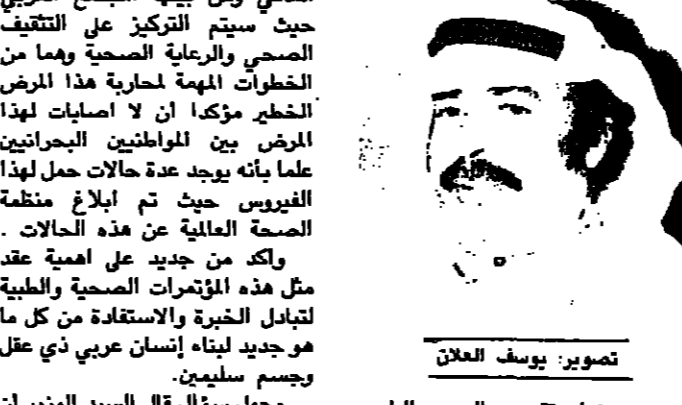 حيث سيتم التركيز على التثقيف
الصحي والرعاية الصحية وهما من
الخطوات المهمة لمحاربة هذا المرض
الخطير مؤكدا أن لا اصابات لهذا
المرض بين المواطنيين البحرانيين
علما بأنه يوجد عدة حالات حمل لهذا
الفيروس حيث تم ابلاغ منظمة
الصحة العالمية عن هذه الحالات .
واكد من جديد على اهمية عقد
مثل هذه المؤتمرات الصحية والطبية
لتبادل الخبرة والاستفادة من كل ما
هو جديد لبناء إنسان عربي ذي عقل
وجسم سليمين.
تصوير: يوسف العلان